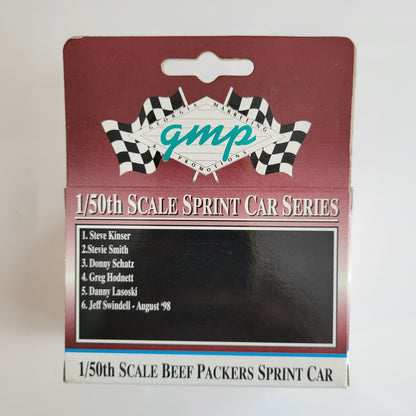 GEORGIA MARKETING
gmp
& PROMOTIONS
1/50th SCALE SPRINT CAR SERIES
1. Steve Kinser
2.Stevie Smith
3. Donny Schatz
4. Greg Hodnett
5. Danny Lasoski
6. Jeff Swindell - August '98
1/50th SCALE BEEF PACKERS SPRINT CAR